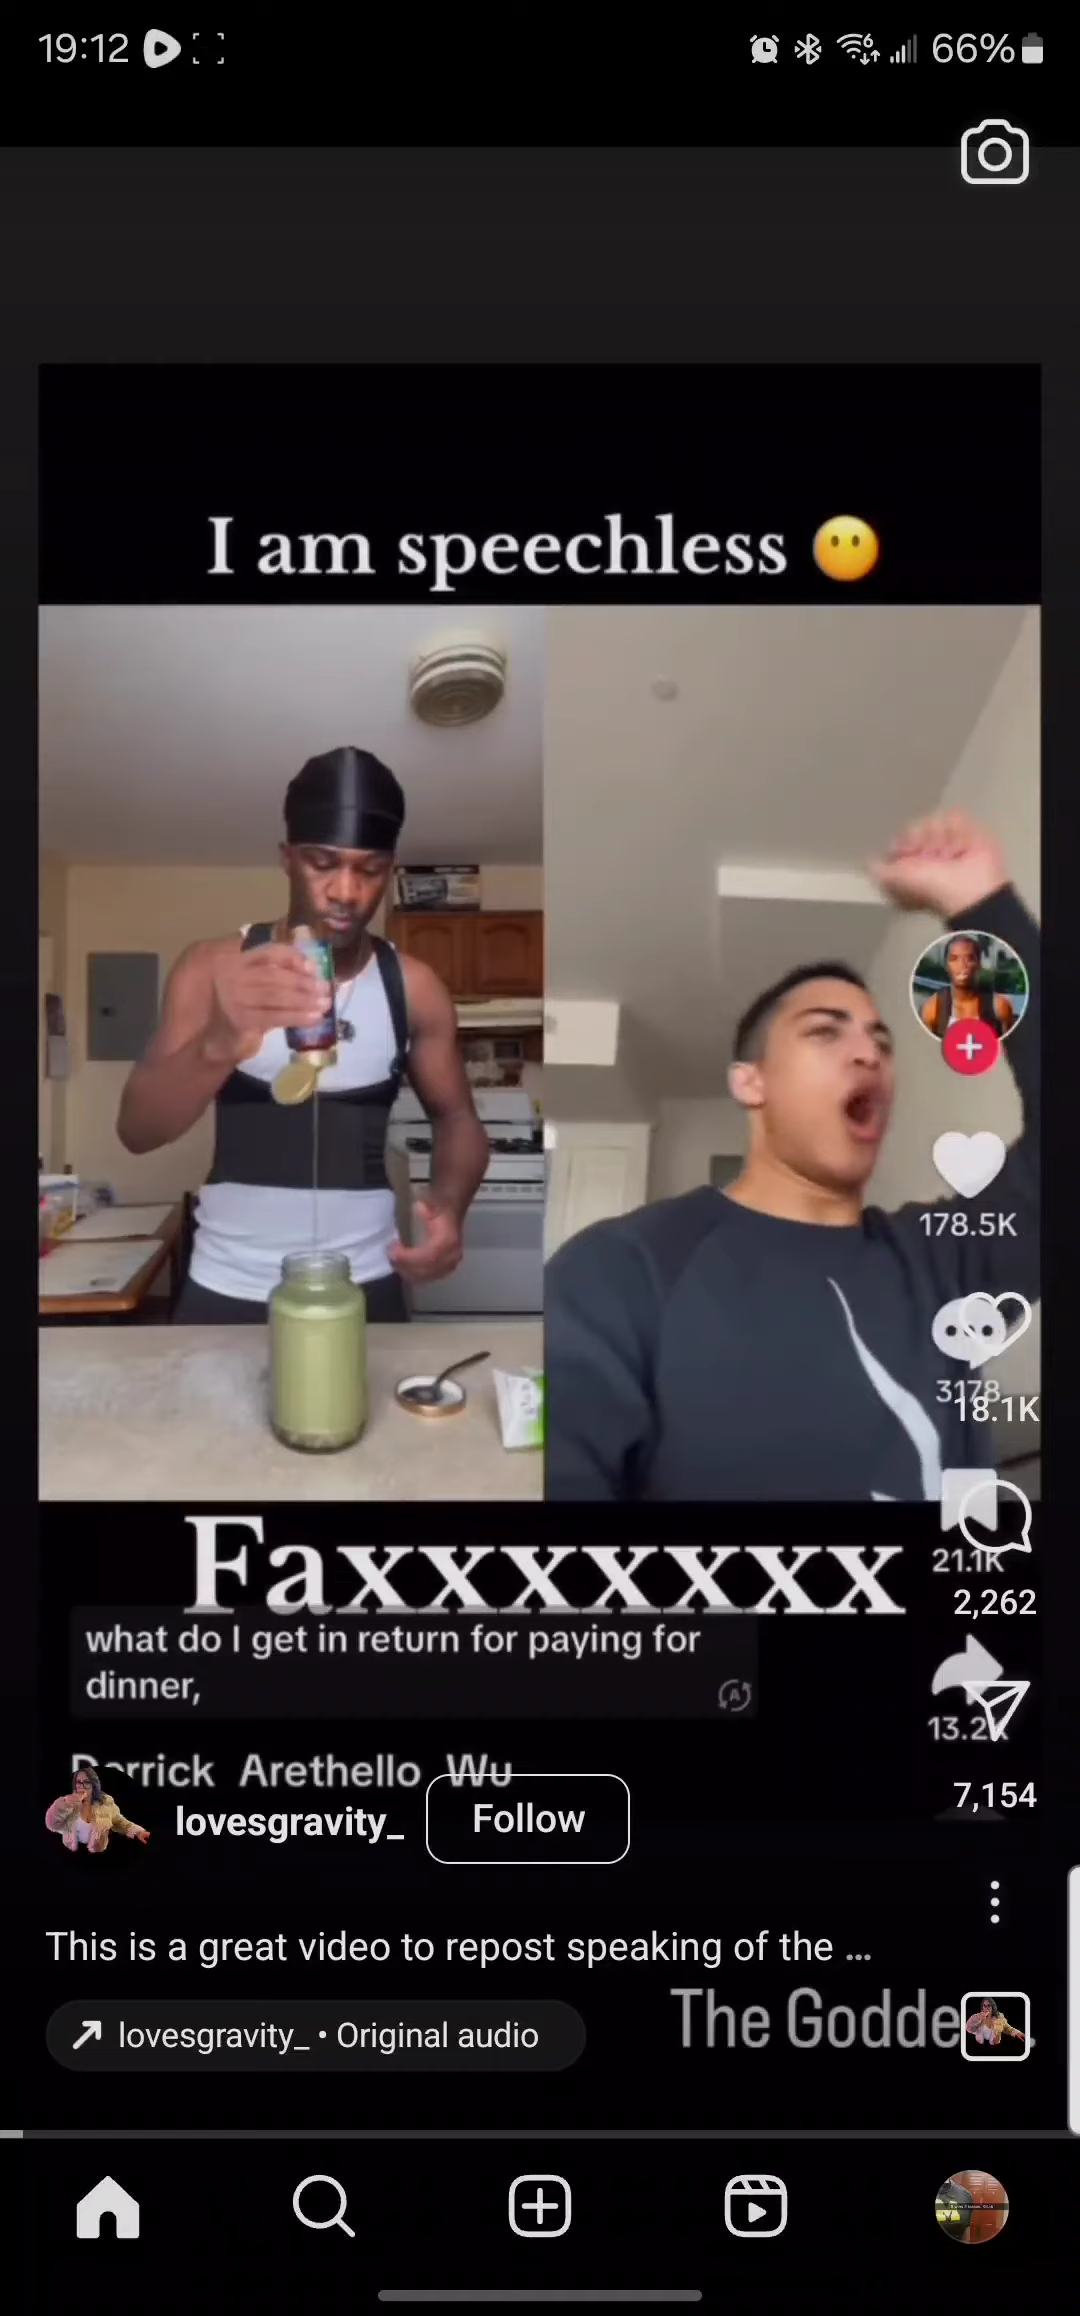 19:12
66%
I am speechless 😶
178.5K
3178
18.1K
Faxxxxxxx
21.1K
2,262
what do I get in return for paying for
dinner,
13.2K
Derrick Arethello Wu
7,154
lovesgravity_
Follow
This is a great video to repost speaking of the ...
lovesgravity_ • Original audio
The Godde